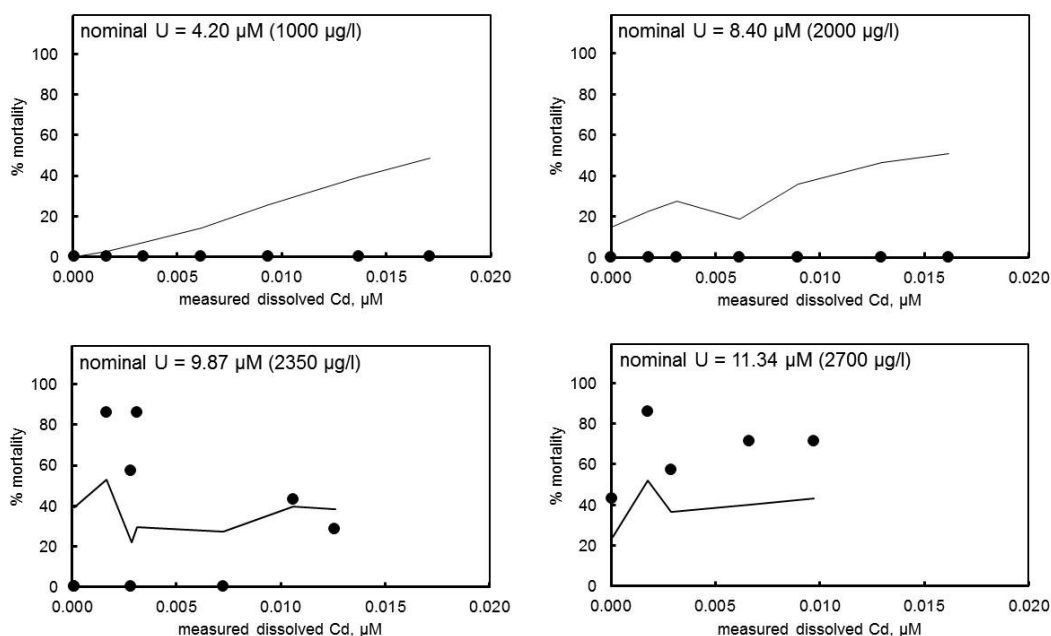 nominal U = 4.20 µM (1000 µg/l)
100
80
60
40
20
0
% mortality
0.000 0.005 0.010 0.015 0.020
measured dissolved Cd, µM
nominal U = 8.40 µM (2000 µg/l)
100
80
60
40
20
0
% mortality
0.000 0.005 0.010 0.015 0.020
measured dissolved Cd, µM
nominal U = 9.87 µM (2350 µg/l)
100
80
60
40
20
0
% mortality
0.000 0.005 0.010 0.015 0.020
measured dissolved Cd, µM
nominal U = 11.34 µM (2700 µg/l)
100
80
60
40
20
0
% mortality
0.000 0.005 0.010 0.015 0.020
measured dissolved Cd, µM